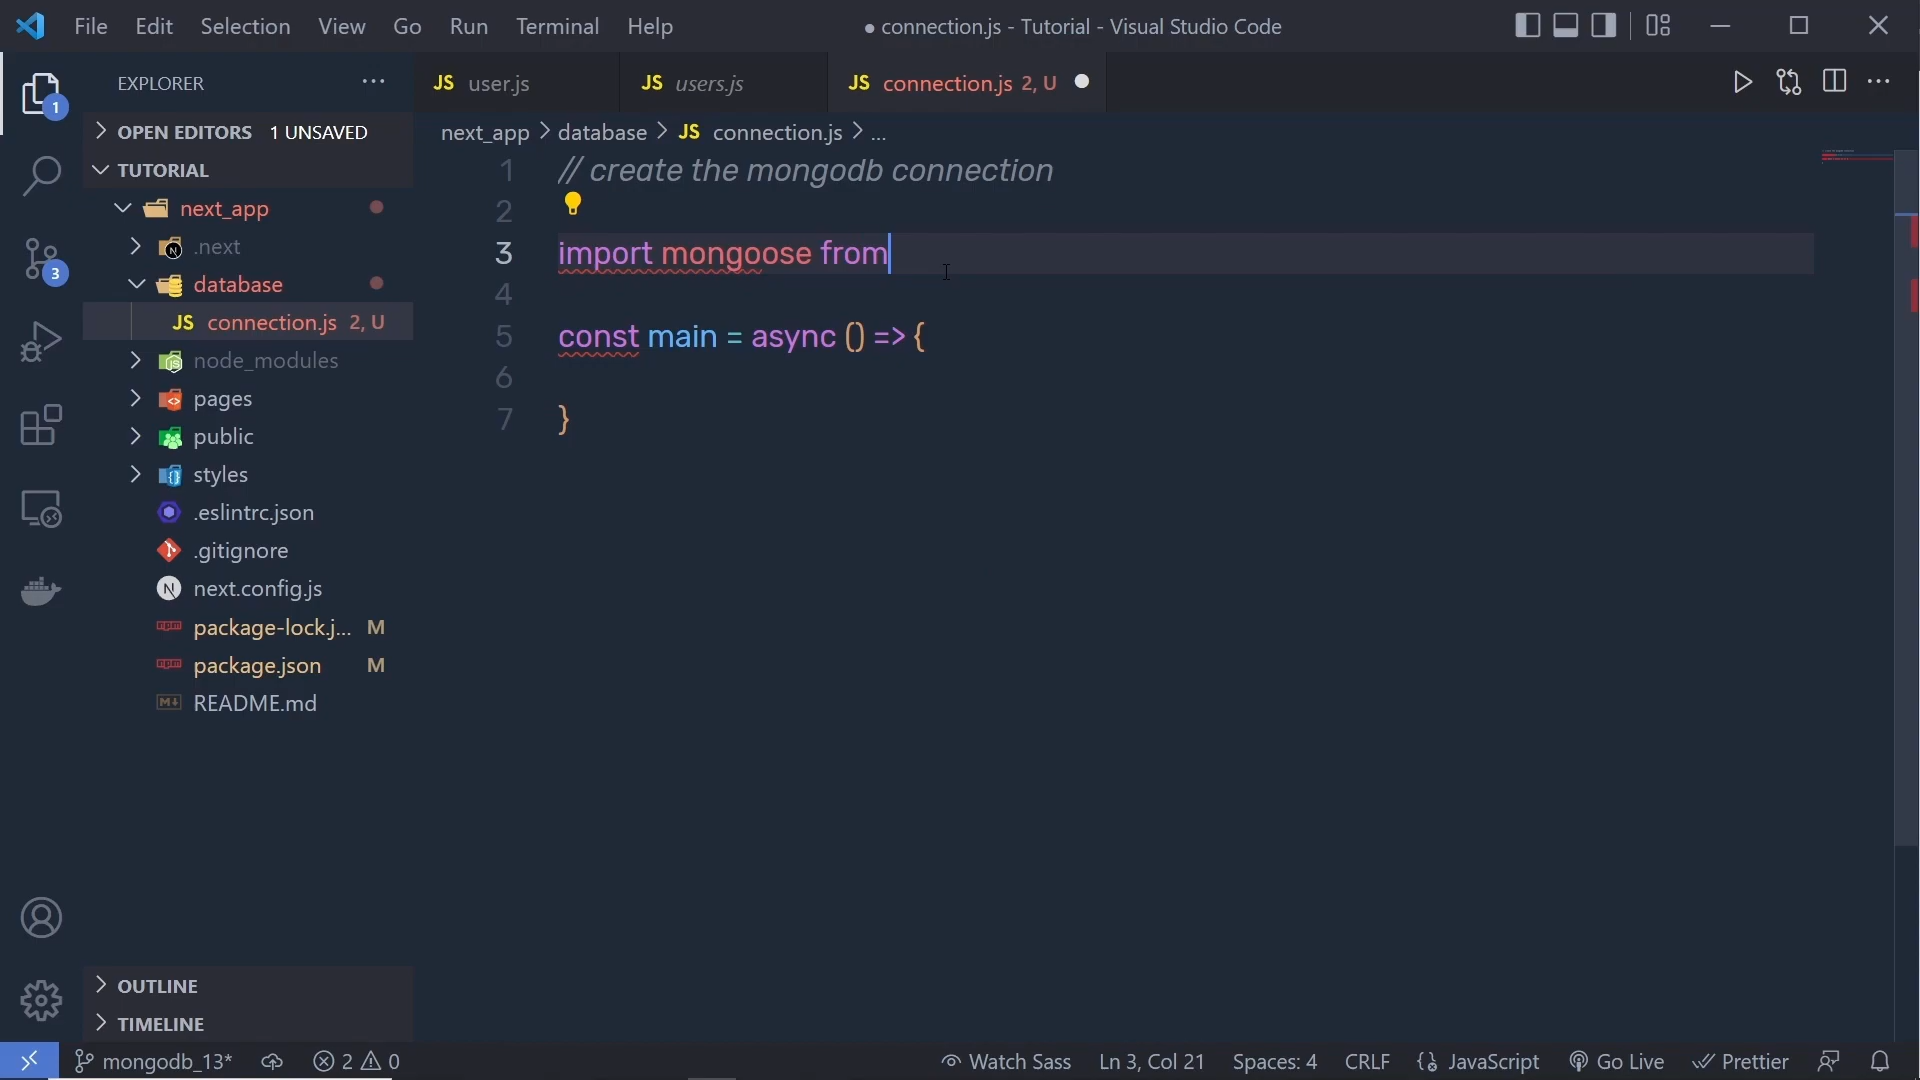 File Edit Selection View Go Run Terminal Help
● connection.js - Tutorial - Visual Studio Code
EXPLORER
JS user.js
JS users.js
JS connection.js 2, U
1
OPEN EDITORS 1 UNSAVED
next_app > database > JS connection.js > ...
TUTORIAL
next_app
.next
3
database
JS connection.js 2, U
node_modules
pages
public
styles
.eslintrc.json
.gitignore
next.config.js
package-lock.j... M
package.json M
README.md
OUTLINE
TIMELINE
1 // create the mongodb connection
2
3 import mongoose from
4
5 const main = async () => {
6
7 }
mongodb_13* 2 0
Watch Sass Ln 3, Col 21 Spaces: 4 CRLF JavaScript Go Live Prettier